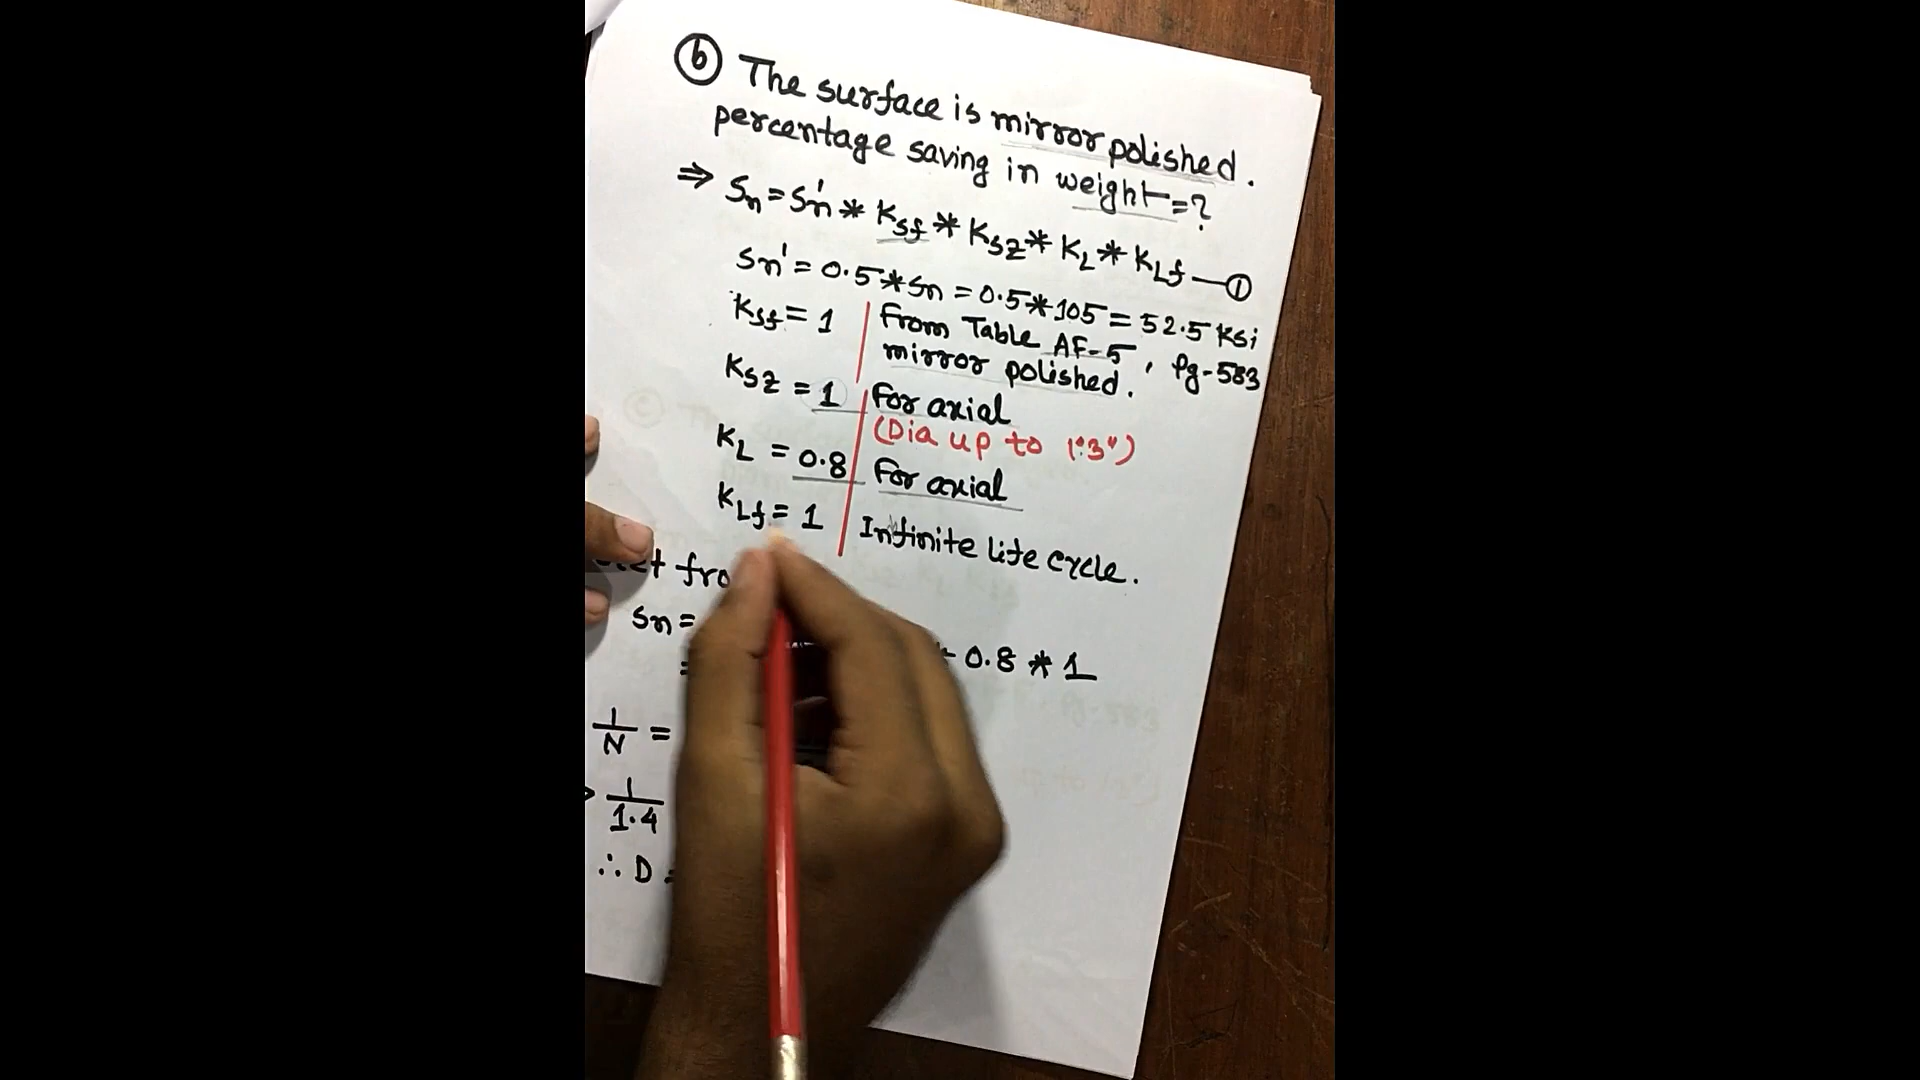 ⓑ The surface is mirror polished.
percentage saving in weight = ?
⇒ Sn = Sn' * Ksf * Ksz * KL * KLf — ①
Sn' = 0.5 * Sn = 0.5 * 105 = 52.5 ksi
Ksf = 1 | From Table AF-5, Pg-583
mirror polished.
Ksz = 1 | For axial
(Dia up to 1.3")
KL = 0.8 | For axial
KLf = 1 | Infinite life cycle.
fro
Sn =
= 0.8 * 1
1/N =
1/1.4
∴ D =